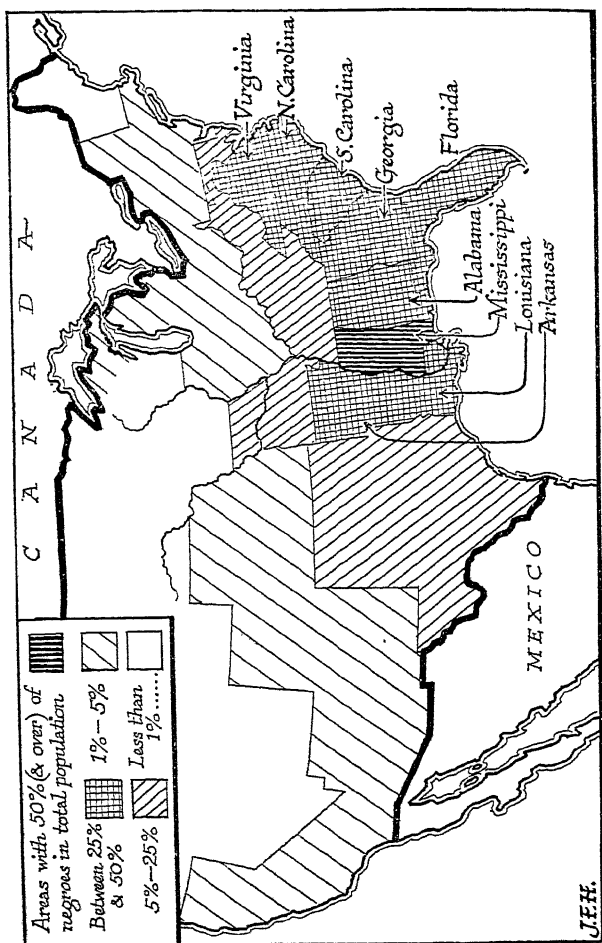 C A N A D A
Virginia
N. Carolina
S. Carolina
Georgia
Florida
Alabama
Mississippi
Louisiana
Arkansas
MEXICO
Areas with 50% (& over) of
negroes in total population
Between 25%
& 50%
1%–5%
5%–25%
Less than
1%......
J.F.H.